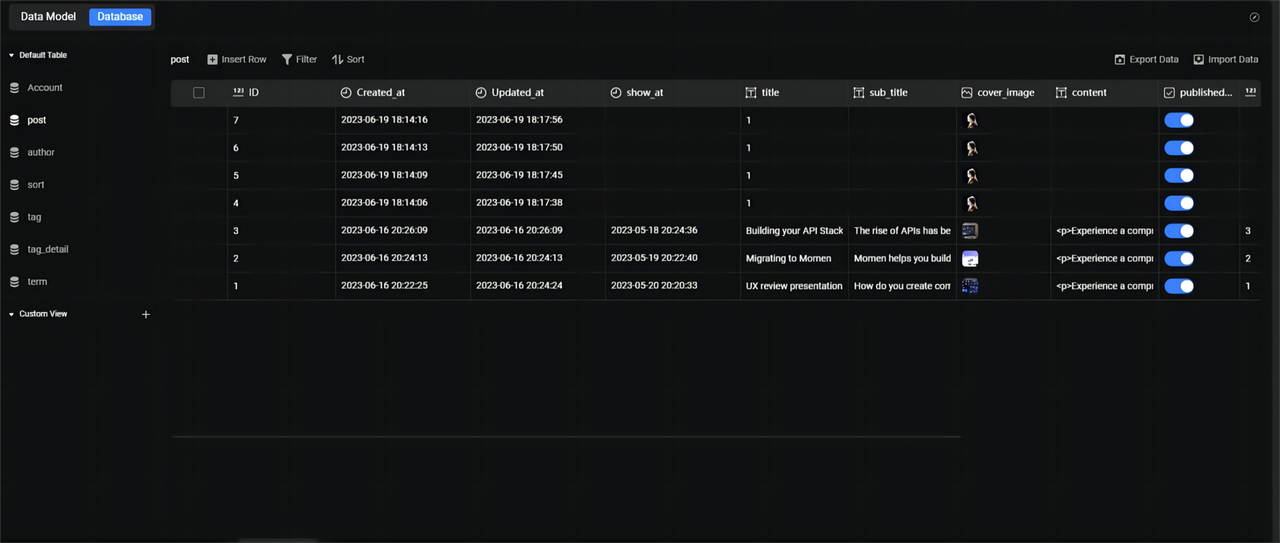 Data Model Database
Default Table
Account
post
author
sort
tag
tag_detail
term
Custom View
post Insert Row Filter Sort Export Data Import Data
ID Created_at Updated_at show_at title sub_title cover_image content published...
7 2023-06-19 18:14:16 2023-06-19 18:17:56 1
6 2023-06-19 18:14:13 2023-06-19 18:17:50 1
5 2023-06-19 18:14:09 2023-06-19 18:17:45 1
4 2023-06-19 18:14:06 2023-06-19 18:17:38 1
3 2023-06-16 20:26:09 2023-06-16 20:26:09 2023-05-18 20:24:36 Building your API Stack The rise of APIs has be <p>Experience a compr 3
2 2023-06-16 20:24:13 2023-06-16 20:24:13 2023-05-19 20:22:40 Migrating to Momen Momen helps you build <p>Experience a compr 2
1 2023-06-16 20:22:25 2023-06-16 20:24:24 2023-05-20 20:20:33 UX review presentation How do you create com <p>Experience a compr 1